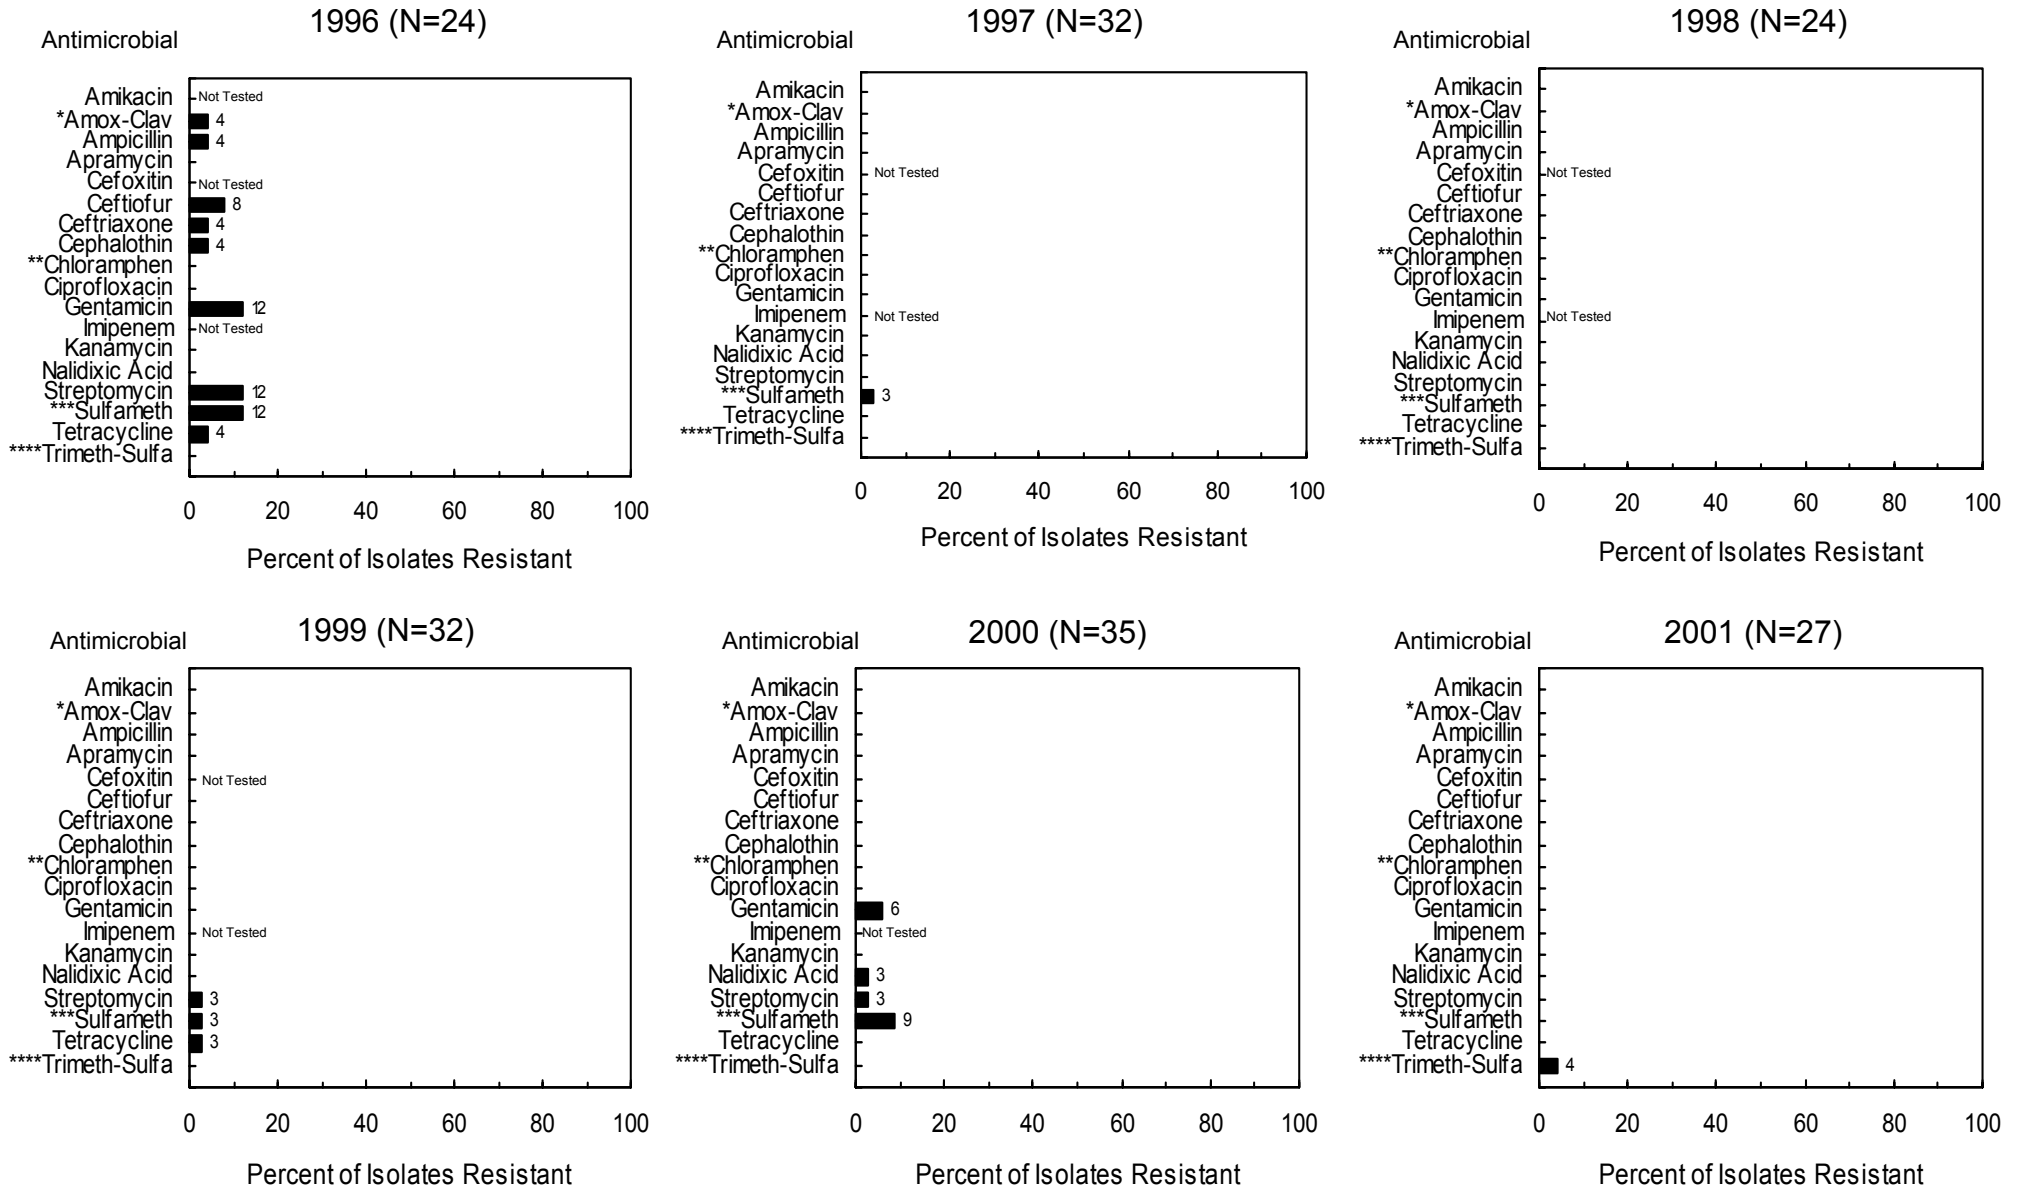 1996 (N=24)
Antimicrobial
Amikacin Not Tested
*Amox-Clav 4
Ampicillin 4
Apramycin
Cefoxitin Not Tested
Ceftiofur 8
Ceftriaxone 4
Cephalothin 4
**Chloramphen
Ciprofloxacin
Gentamicin 12
Imipenem Not Tested
Kanamycin
Nalidixic Acid
Streptomycin 12
***Sulfameth 12
Tetracycline 4
****Trimeth-Sulfa
0 20 40 60 80 100
Percent of Isolates Resistant
1997 (N=32)
Antimicrobial
Amikacin
*Amox-Clav
Ampicillin
Apramycin
Cefoxitin Not Tested
Ceftiofur
Ceftriaxone
Cephalothin
**Chloramphen
Ciprofloxacin
Gentamicin
Imipenem Not Tested
Kanamycin
Nalidixic Acid
Streptomycin
***Sulfameth 3
Tetracycline
****Trimeth-Sulfa
0 20 40 60 80 100
Percent of Isolates Resistant
1998 (N=24)
Antimicrobial
Amikacin
*Amox-Clav
Ampicillin
Apramycin
Cefoxitin Not Tested
Ceftiofur
Ceftriaxone
Cephalothin
**Chloramphen
Ciprofloxacin
Gentamicin
Imipenem Not Tested
Kanamycin
Nalidixic Acid
Streptomycin
***Sulfameth
Tetracycline
****Trimeth-Sulfa
0 20 40 60 80 100
Percent of Isolates Resistant
1999 (N=32)
Antimicrobial
Amikacin
*Amox-Clav
Ampicillin
Apramycin
Cefoxitin Not Tested
Ceftiofur
Ceftriaxone
Cephalothin
**Chloramphen
Ciprofloxacin
Gentamicin
Imipenem Not Tested
Kanamycin
Nalidixic Acid
Streptomycin 3
***Sulfameth 3
Tetracycline 3
****Trimeth-Sulfa
0 20 40 60 80 100
Percent of Isolates Resistant
2000 (N=35)
Antimicrobial
Amikacin
*Amox-Clav
Ampicillin
Apramycin
Cefoxitin
Ceftiofur
Ceftriaxone
Cephalothin
**Chloramphen
Ciprofloxacin
Gentamicin 6
Imipenem Not Tested
Kanamycin
Nalidixic Acid 3
Streptomycin 3
***Sulfameth 9
Tetracycline
****Trimeth-Sulfa
0 20 40 60 80 100
Percent of Isolates Resistant
2001 (N=27)
Antimicrobial
Amikacin
*Amox-Clav
Ampicillin
Apramycin
Cefoxitin
Ceftiofur
Ceftriaxone
Cephalothin
**Chloramphen
Ciprofloxacin
Gentamicin
Imipenem
Kanamycin
Nalidixic Acid
Streptomycin
***Sulfameth
Tetracycline
****Trimeth-Sulfa 4
0 20 40 60 80 100
Percent of Isolates Resistant